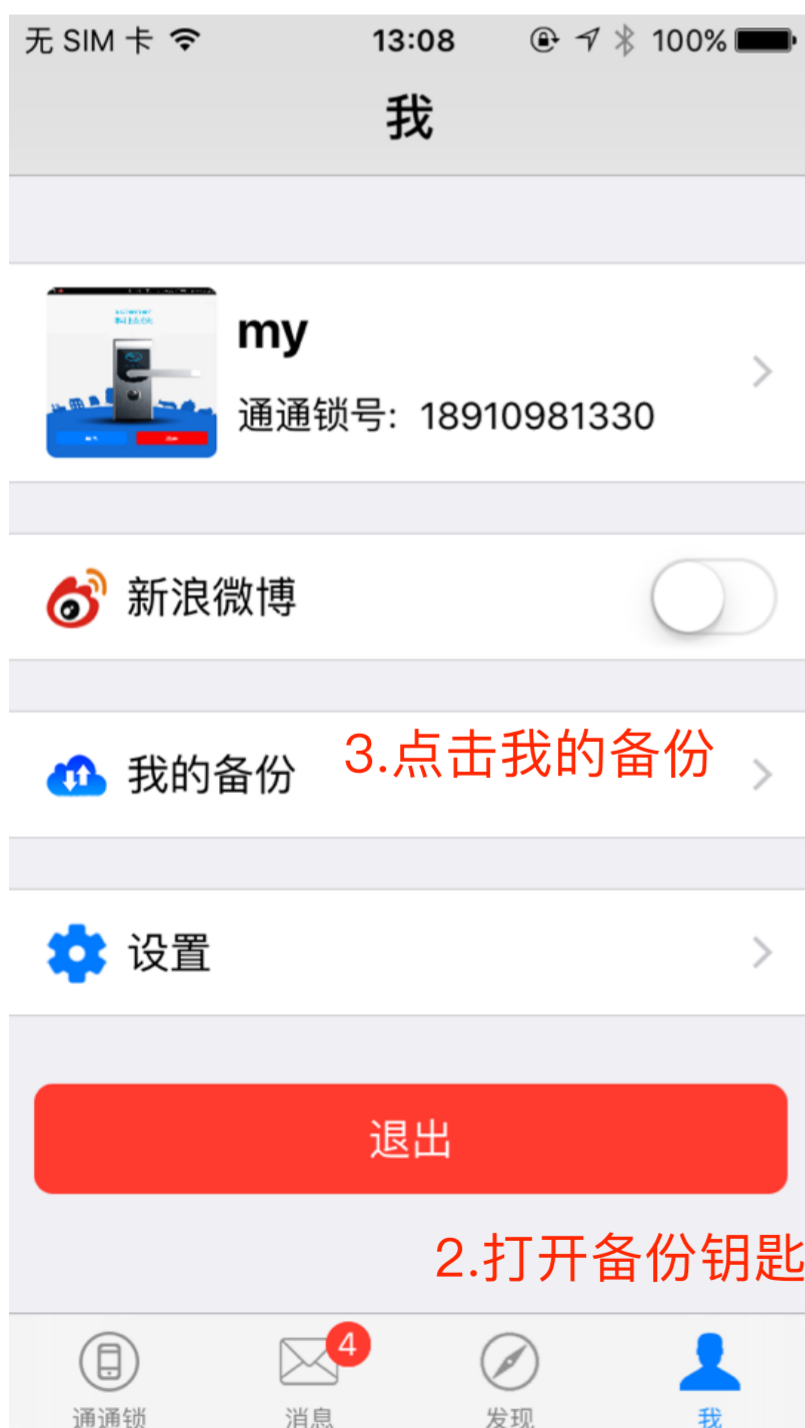 无 SIM 卡 13:08 100%
我
my
通通锁号: 18910981330
新浪微博
我的备份 3.点击我的备份
设置
退出
2.打开备份钥匙
4
通通锁 消息 发现 我